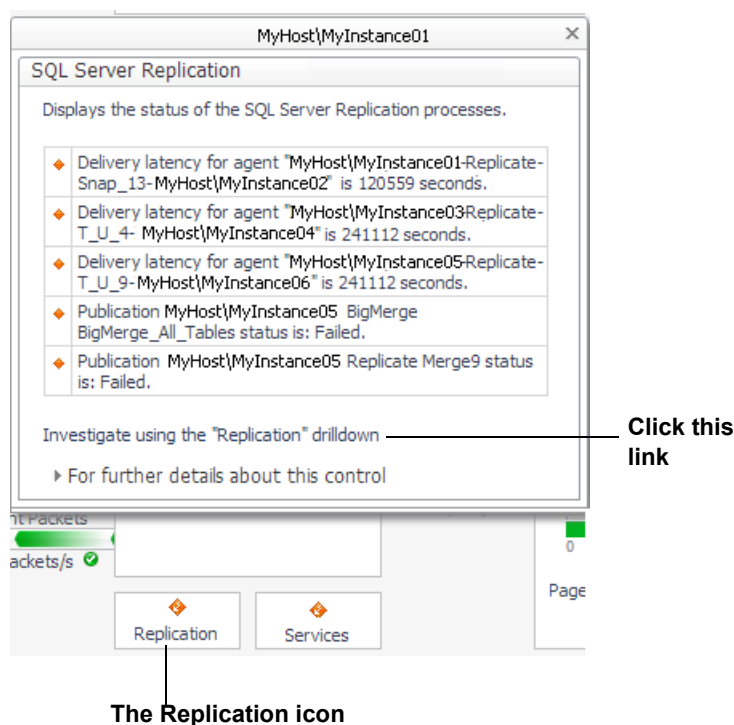 MyHost\MyInstance01
SQL Server Replication
Displays the status of the SQL Server Replication processes.
Delivery latency for agent "MyHost\MyInstance01-Replicate-
Snap_13-MyHost\MyInstance02" is 120559 seconds.
Delivery latency for agent "MyHost\MyInstance03Replicate-
T_U_4- MyHost\MyInstance04" is 241112 seconds.
Delivery latency for agent "MyHost\MyInstance05-Replicate-
T_U_9-MyHost\MyInstance06" is 241112 seconds.
Publication MyHost\MyInstance05 BigMerge
BigMerge_All_Tables status is: Failed.
Publication MyHost\MyInstance05 Replicate Merge9 status
is: Failed.
Investigate using the "Replication" drilldown
Click this
link
For further details about this control
nt Packets
ackets/s
0
Page
Replication
Services
The Replication icon